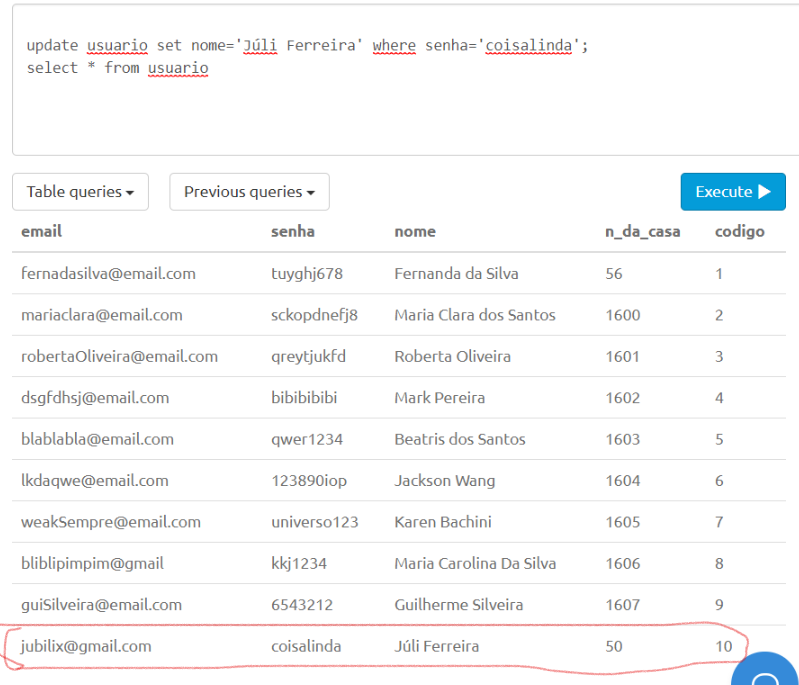 update usuario set nome='Júli Ferreira' where senha='coisalinda';
select * from usuario
Table queries Previous queries Execute
email senha nome n_da_casa codigo
fernadasilva@email.com tuyghj678 Fernanda da Silva 56 1
mariaclara@email.com sckopdnefj8 Maria Clara dos Santos 1600 2
robertaOliveira@email.com qreytjukfd Roberta Oliveira 1601 3
dsgfdhsj@email.com bibibibibi Mark Pereira 1602 4
blablabla@email.com qwer1234 Beatris dos Santos 1603 5
lkdaqwe@email.com 123890iop Jackson Wang 1604 6
weakSempre@email.com universo123 Karen Bachini 1605 7
bliblipimpim@gmail kkj1234 Maria Carolina Da Silva 1606 8
guiSilveira@email.com 6543212 Guilherme Silveira 1607 9
jubilix@gmail.com coisalinda Júli Ferreira 50 10